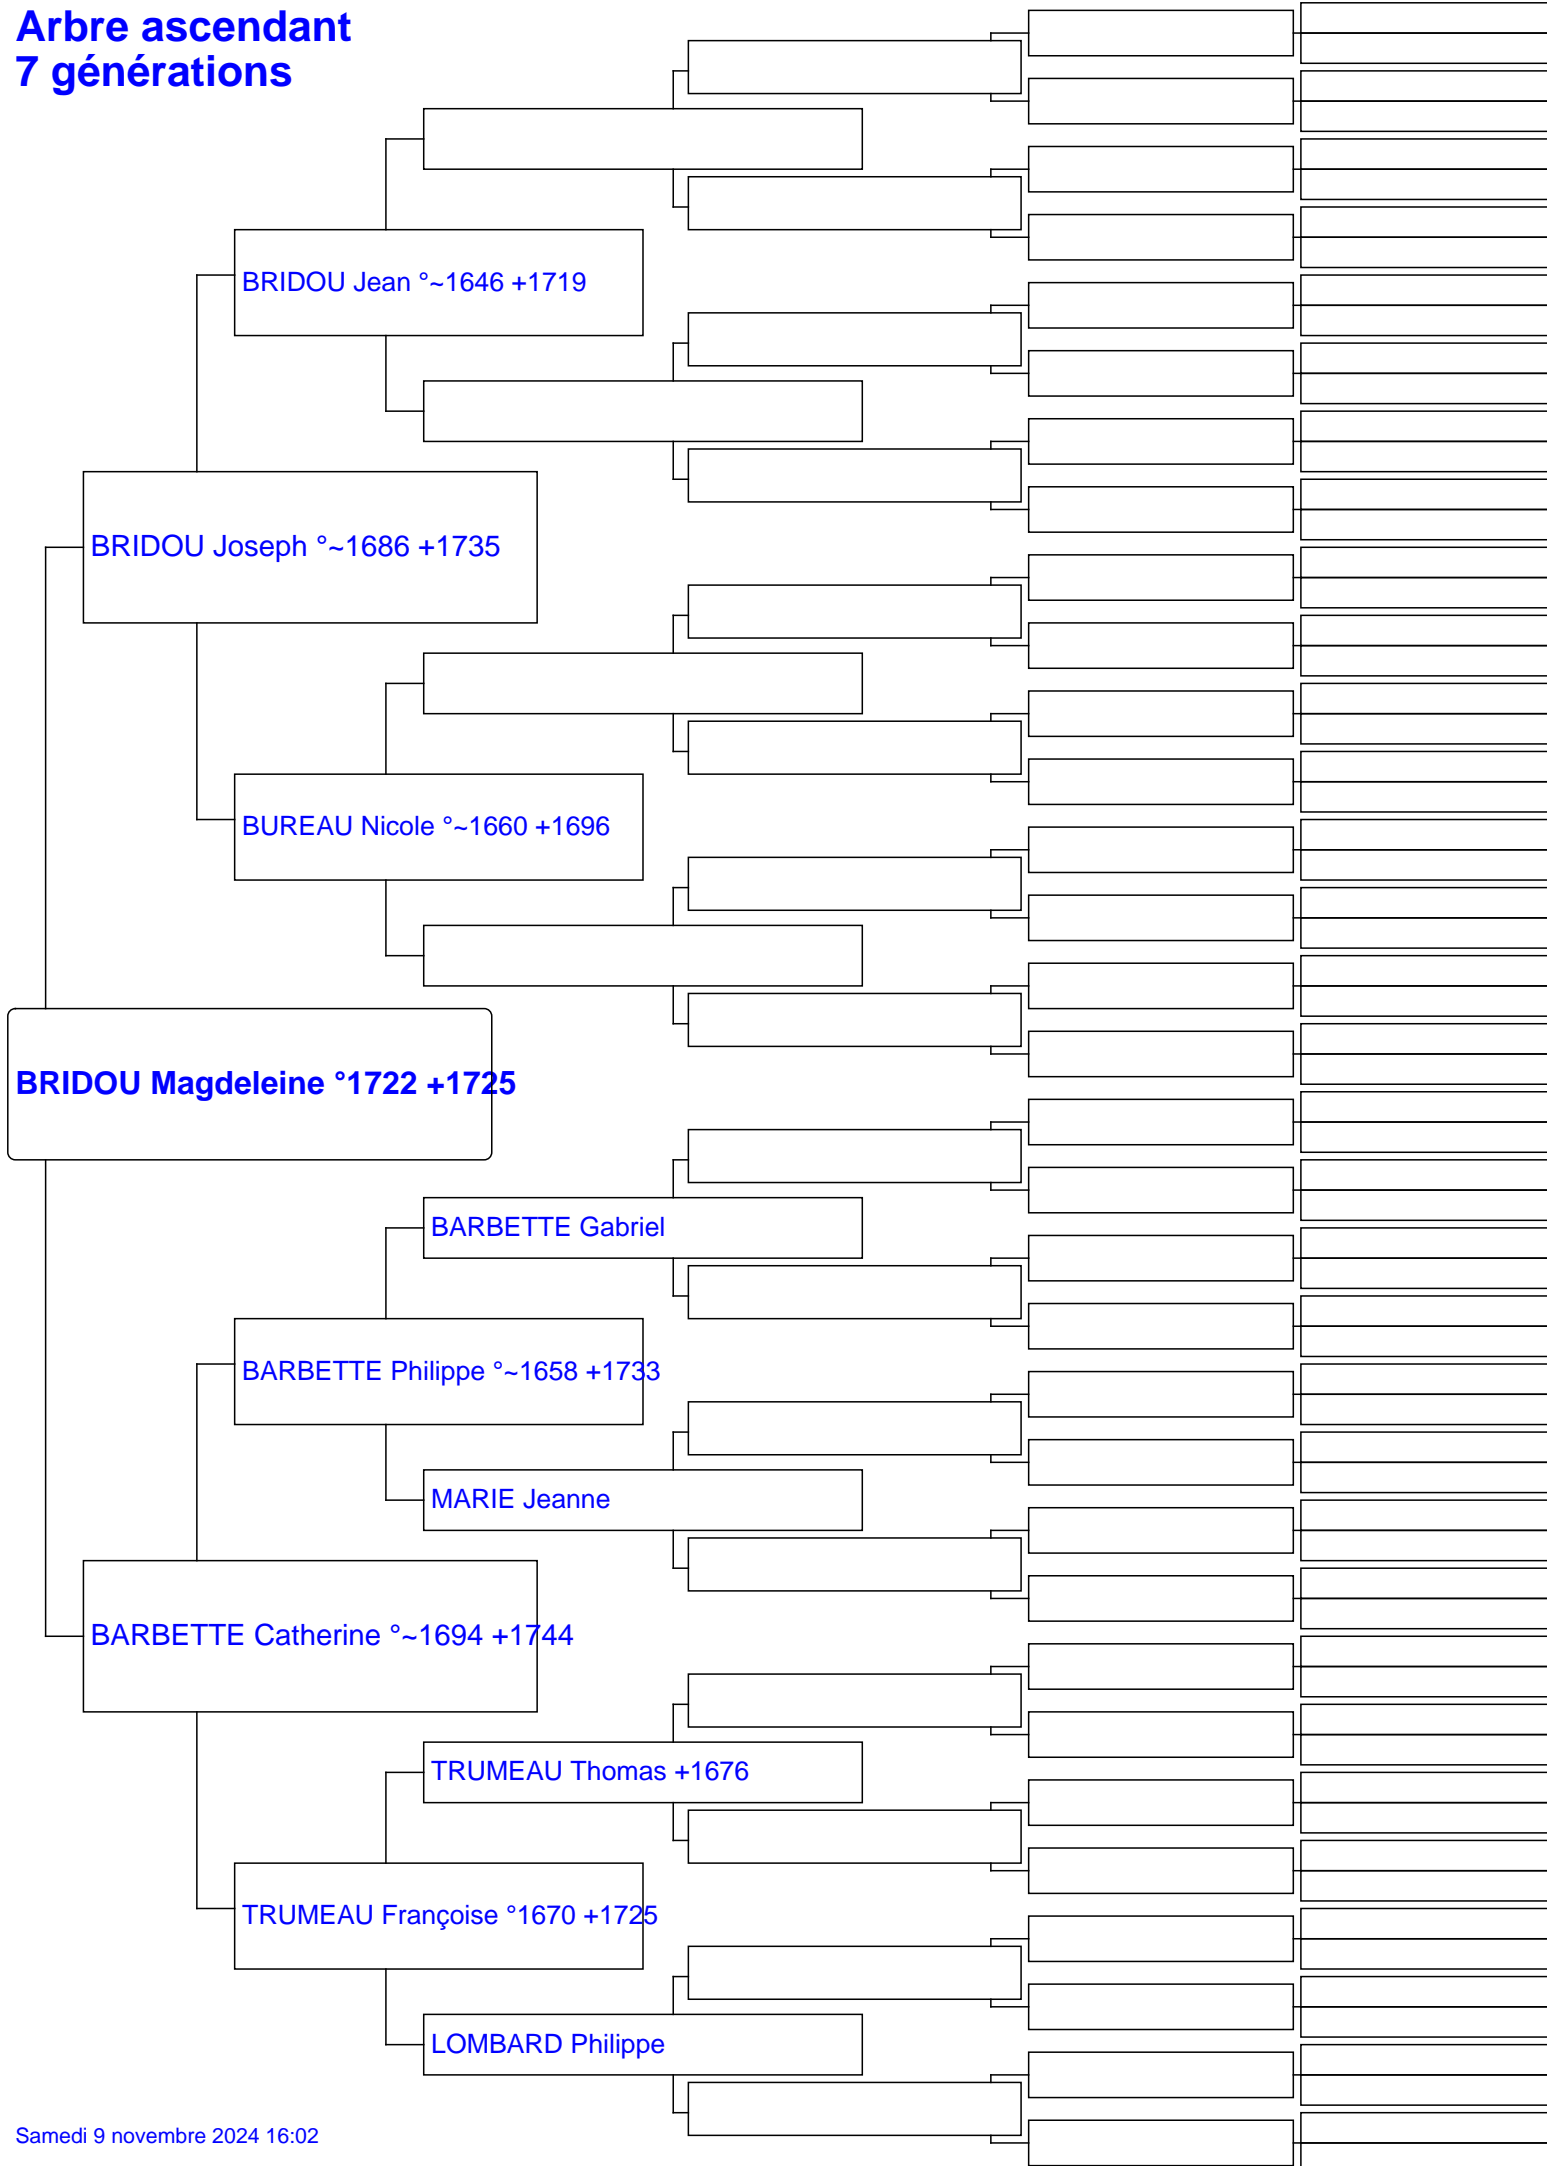 Arbre ascendant
7 générations
BRIDOU Jean °~1646 +1719
BRIDOU Joseph °~1686 +1735
BUREAU Nicole °~1660 +1696
BRIDOU Magdeleine °1722 +1725
BARBETTE Gabriel
BARBETTE Philippe °~1658 +1733
MARIE Jeanne
BARBETTE Catherine °~1694 +1744
TRUMEAU Thomas +1676
TRUMEAU Françoise °1670 +1725
LOMBARD Philippe
Samedi 9 novembre 2024 16:02